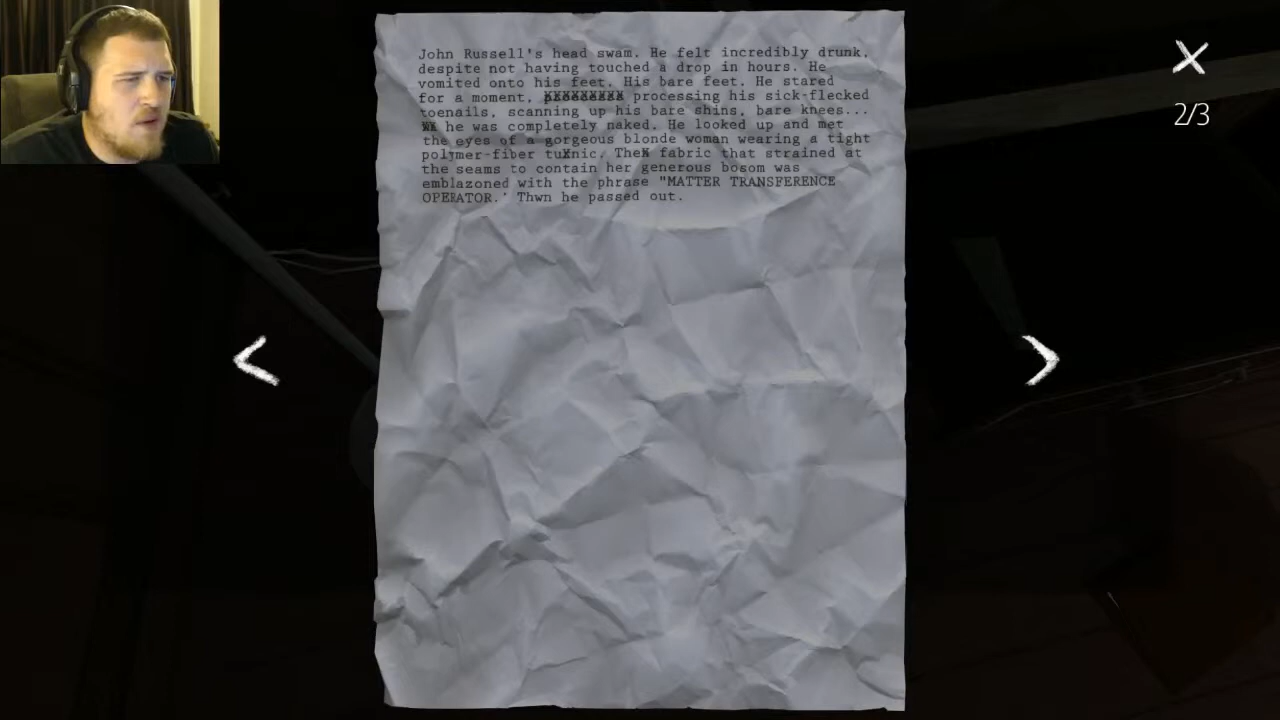 John Russell's head swam. He felt incredibly drunk,
despite not having touched a drop in hours. He
vomited onto his feet. His bare feet. He stared
for a moment, processing his sick-flecked
toenails, scanning up his bare shins, bare knees...
he was completely naked. He looked up and met
the eyes of a gorgeous blonde woman wearing a tight
polymer-fiber tuXnic. TheX fabric that strained at
the seams to contain her generous bosom was
emblazoned with the phrase "MATTER TRANSFERENCE
OPERATOR.' Thwn he passed out.
2/3